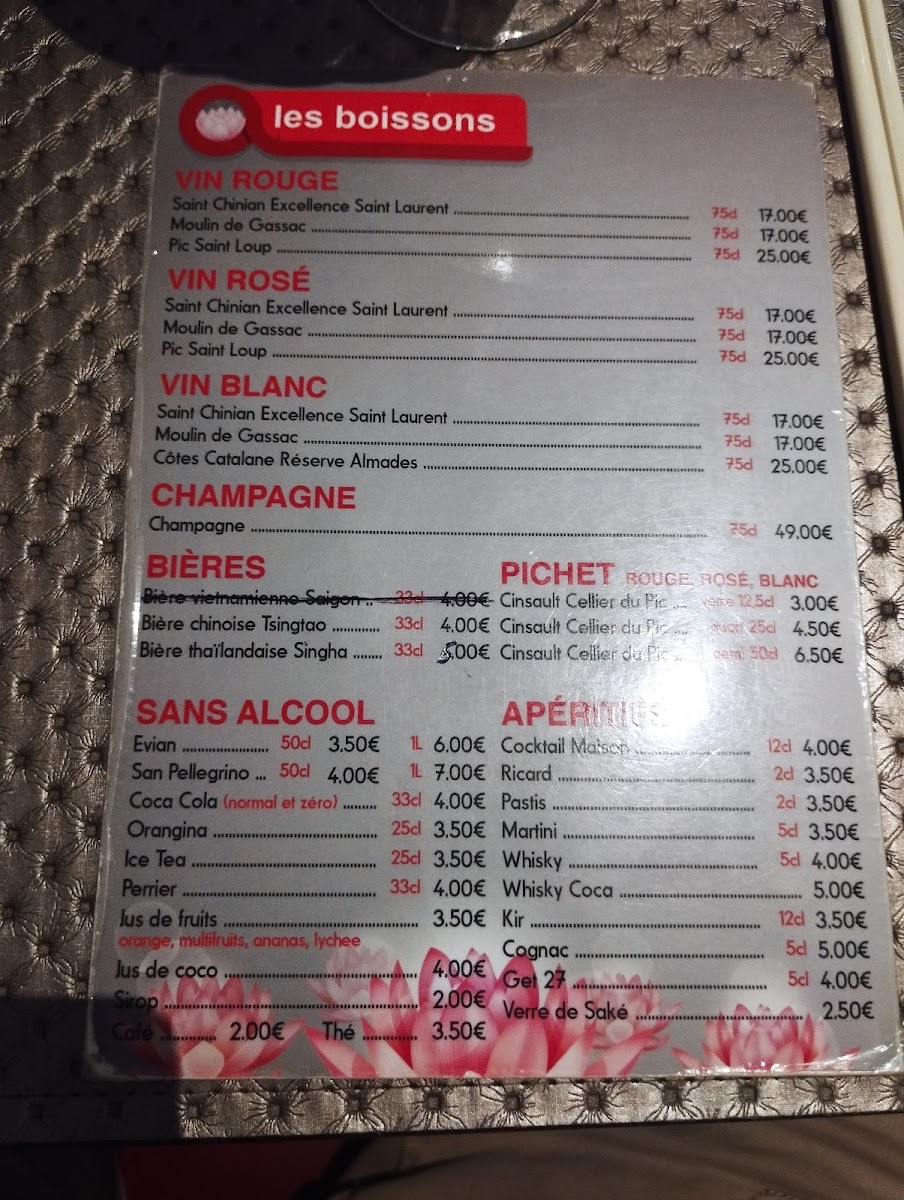 les boissons
VIN ROUGE
Saint Chinian Excellence Saint Laurent 75cl 17.00€
Moulin de Gassac 75cl 17.00€
Pic Saint Loup 75cl 25.00€
VIN ROSÉ
Saint Chinian Excellence Saint Laurent 75cl 17.00€
Moulin de Gassac 75cl 17.00€
Pic Saint Loup 75cl 25.00€
VIN BLANC
Saint Chinian Excellence Saint Laurent 75cl 17.00€
Moulin de Gassac 75cl 17.00€
Côtes Catalane Réserve Almades 75cl 25.00€
CHAMPAGNE
Champagne 75cl 49.00€
BIÈRES
Bière vietnamienne Saigon .. 33cl 4.00€
Bière chinoise Tsingtao 33cl 4.00€
Bière thaïlandaise Singha 33cl 5.00€
PICHET ROUGE, ROSÉ, BLANC
Cinsault Cellier du Pic ... verre 12,5cl 3.00€
Cinsault Cellier du Pic .... quart 25cl 4.50€
Cinsault Cellier du Pic .... demi 50cl 6.50€
SANS ALCOOL
Evian 50cl 3.50€ 1L 6.00€
San Pellegrino ... 50cl 4.00€ 1L 7.00€
Coca Cola (normal et zéro) 33cl 4.00€
Orangina 25cl 3.50€
Ice Tea 25cl 3.50€
Perrier 33cl 4.00€
Jus de fruits 3.50€
orange, multifruits, ananas, lychee
Jus de coco 4.00€
Sirop 2.00€
Café 2.00€ Thé 3.50€
APÉRITIFS
Cocktail Maison 12cl 4.00€
Ricard 2cl 3.50€
Pastis 2cl 3.50€
Martini 5cl 3.50€
Whisky 5cl 4.00€
Whisky Coca 5.00€
Kir 12cl 3.50€
Cognac 5cl 5.00€
Get 27 5cl 4.00€
Verre de Saké 2.50€